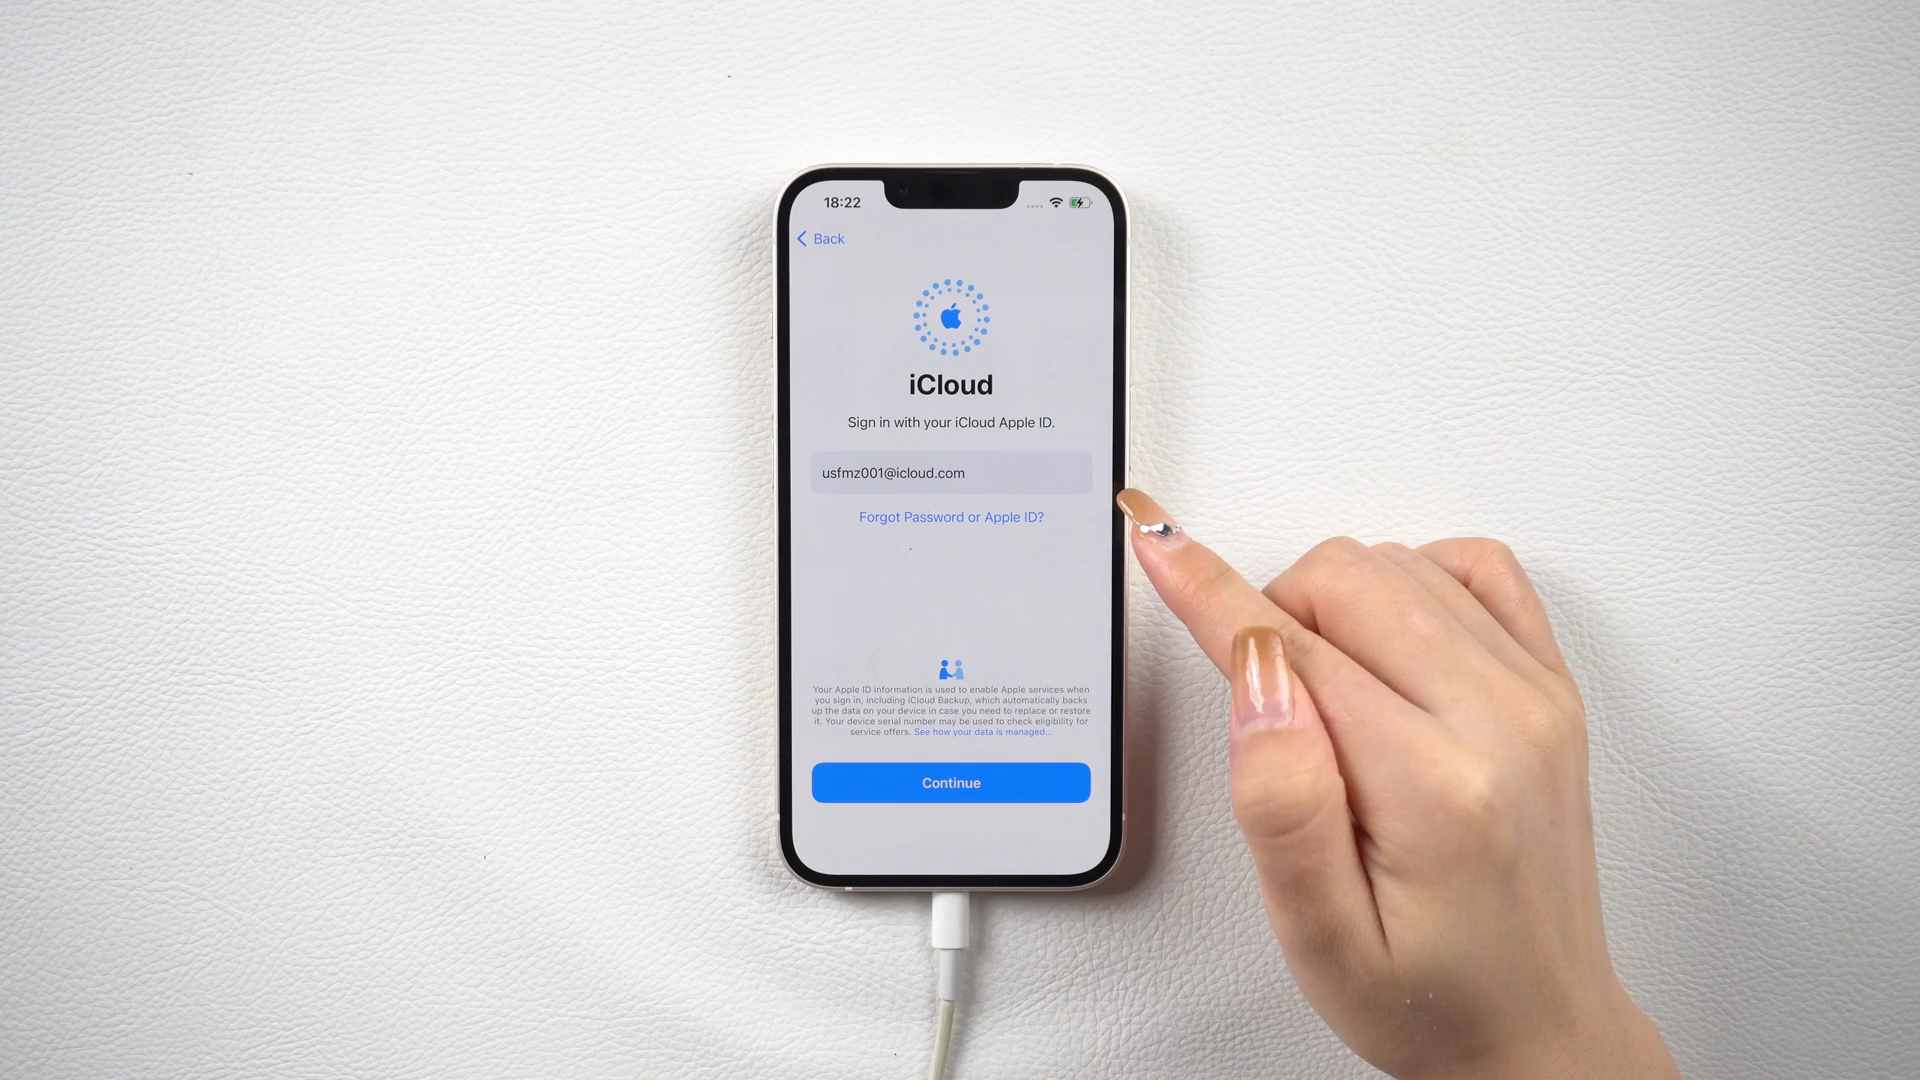 18:22
Back
iCloud
Sign in with your iCloud Apple ID.
usfmz001@icloud.com
Forgot Password or Apple ID?
Your Apple ID information is used to enable Apple services when
you sign in, including iCloud Backup, which automatically backs
up the data on your device in case you need to replace or restore
it. Your device serial number may be used to check eligibility for
service offers. See how your data is managed...
Continue